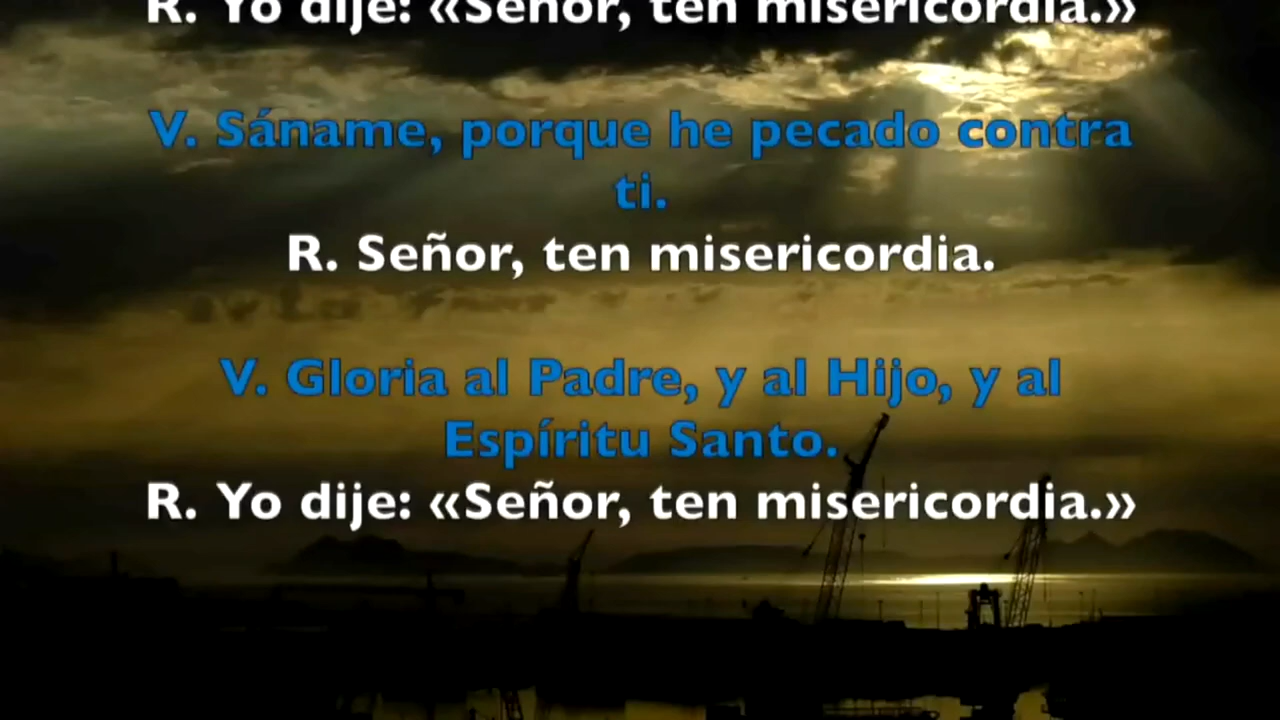 R. Yo dije: «Señor, ten misericordia.»
V. Sáname, porque he pecado contra
ti.
R. Señor, ten misericordia.
V. Gloria al Padre, y al Hijo, y al
Espíritu Santo.
R. Yo dije: «Señor, ten misericordia.»